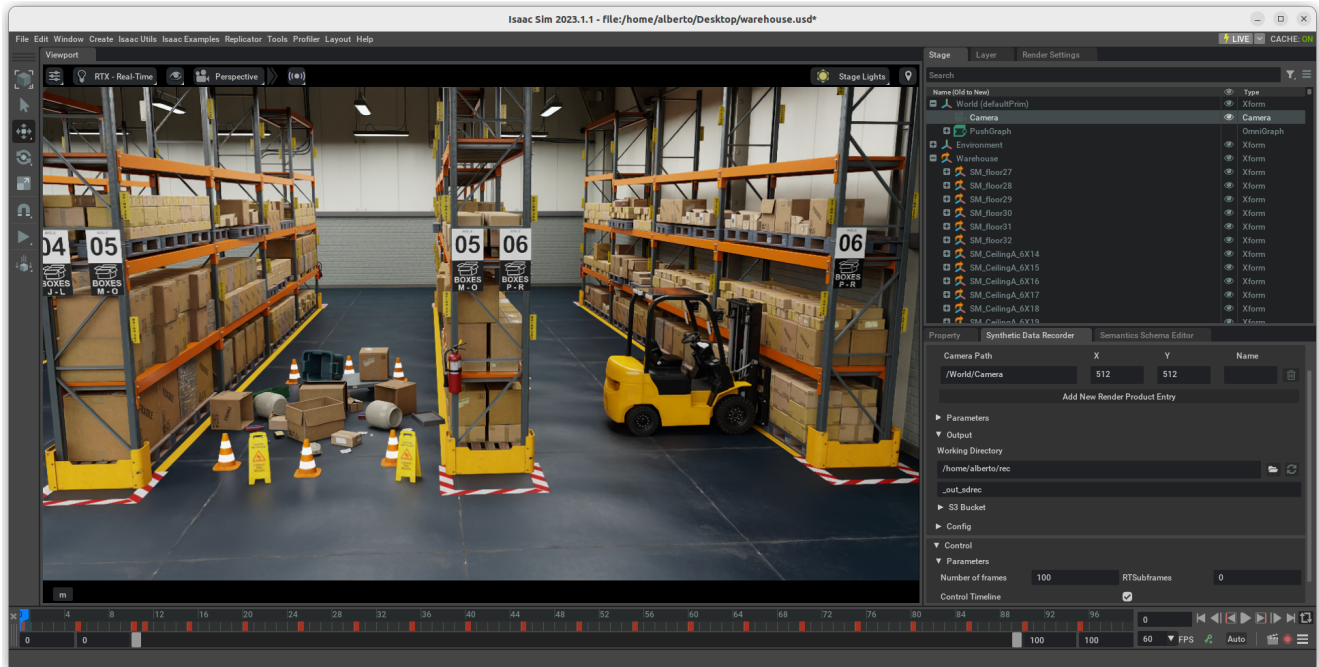 Isaac Sim 2023.1.1 - file:/home/alberto/Desktop/warehouse.usd*
File Edit Window Create Isaac Utils Isaac Examples Replicator Tools Profiler Layout Help
LIVE CACHE: ON
Viewport
RTX - Real-Time Perspective Stage Lights
04 05 05 06 06
BOXES BOXES BOXES BOXES BOXES
J - L M - O M - O P - R P - R
m
Stage Layer Render Settings
Search
Name (Old to New) Type
World (defaultPrim) Xform
Camera Camera
PushGraph OmniGraph
Environment Xform
Warehouse Xform
SM_floor27 Xform
SM_floor28 Xform
SM_floor29 Xform
SM_floor30 Xform
SM_floor31 Xform
SM_floor32 Xform
SM_CeilingA_6X14 Xform
SM_CeilingA_6X15 Xform
SM_CeilingA_6X16 Xform
SM_CeilingA_6X17 Xform
SM_CeilingA_6X18 Xform
SM_CeilingA_6X19 Xform
Property Synthetic Data Recorder Semantics Schema Editor
Camera Path X Y Name
/World/Camera 512 512
Add New Render Product Entry
Parameters
Output
Working Directory
/home/alberto/rec
_out_sdrec
S3 Bucket
Config
Control
Parameters
Number of frames 100 RTSubframes 0
Control Timeline
4 8 12 16 20 24 28 32 36 40 44 48 52 56 60 64 68 72 76 80 84 88 92 96
0
0 0 100 100 60 FPS Auto